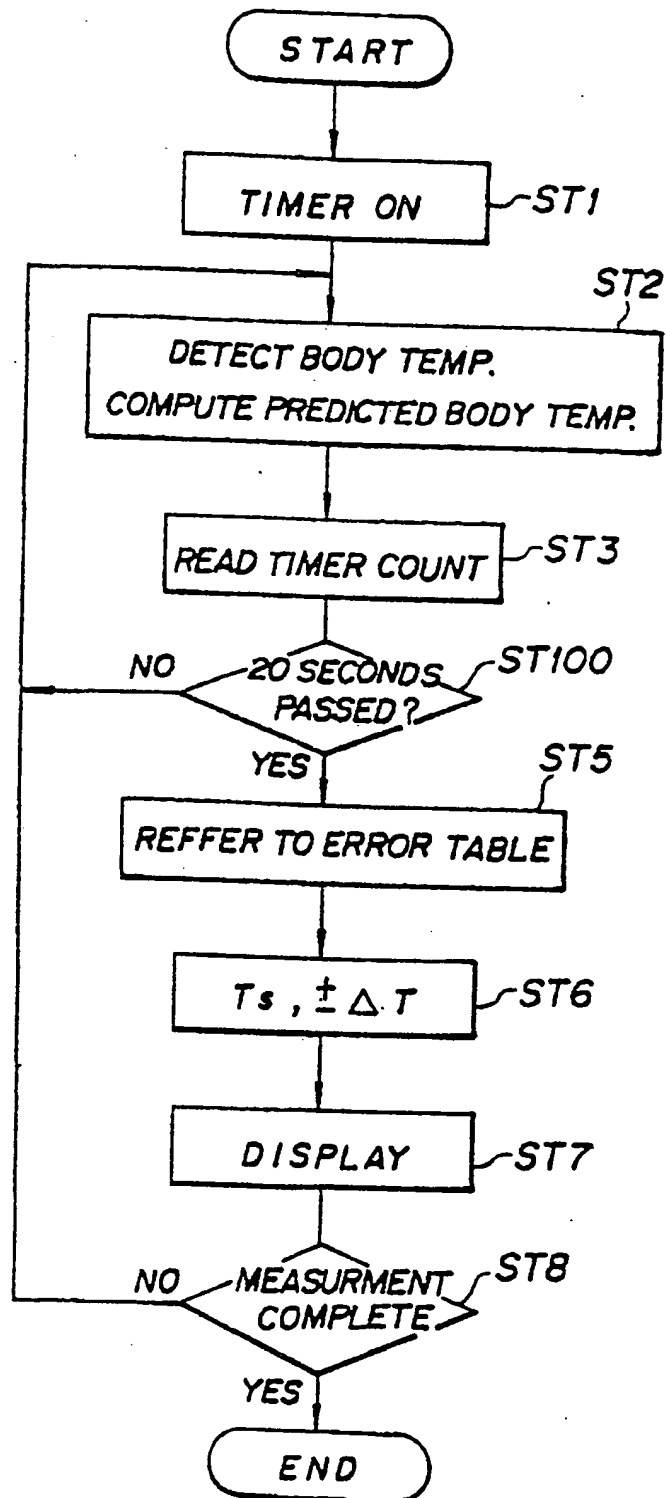 START
TIMER ON
ST1
ST2
DETECT BODY TEMP.
COMPUTE PREDICTED BODY TEMP.
READ TIMER COUNT
ST3
NO
20 SECONDS
PASSED?
ST100
YES
ST5
REFFER TO ERROR TABLE
Ts, ± △T
ST6
DISPLAY
ST7
NO
MEASURMENT
COMPLETE
ST8
YES
END